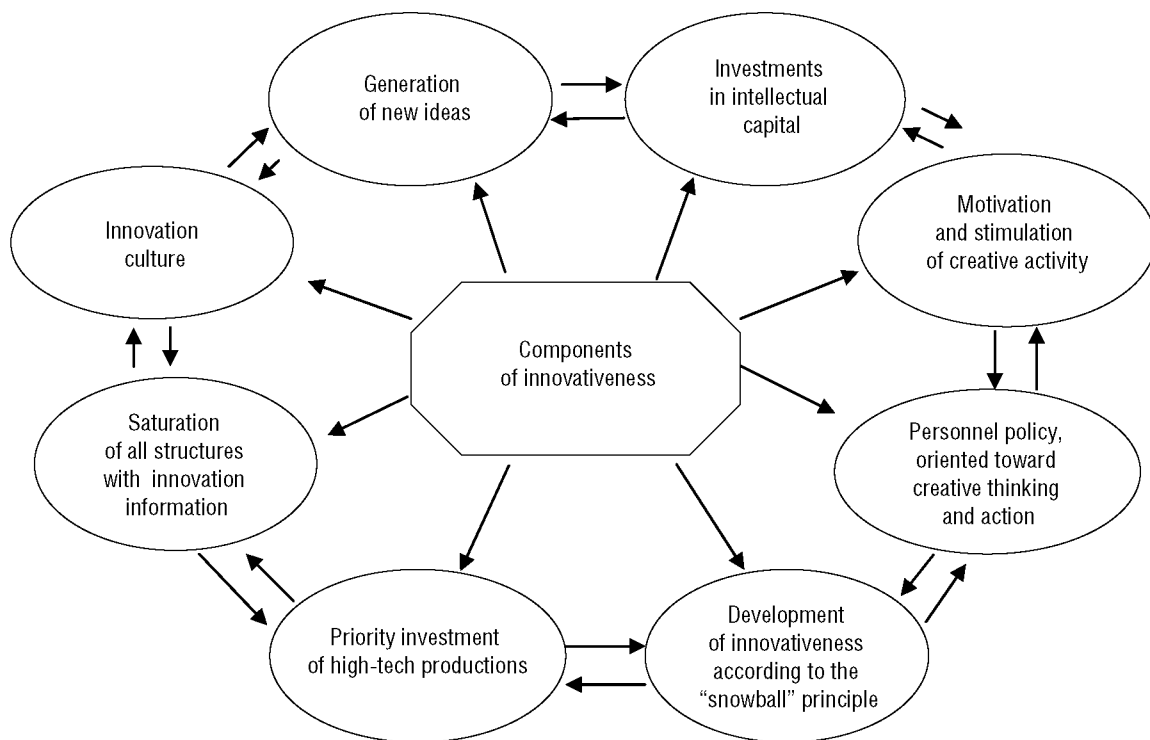 Generation
of new ideas
Investments
in intellectual
capital
Motivation
and stimulation
of creative activity
Innovation
culture
Components
of innovativeness
Saturation
of all structures
with innovation
information
Personnel policy,
oriented toward
creative thinking
and action
Priority investment
of high-tech productions
Development
of innovativeness
according to the
“snowball” principle